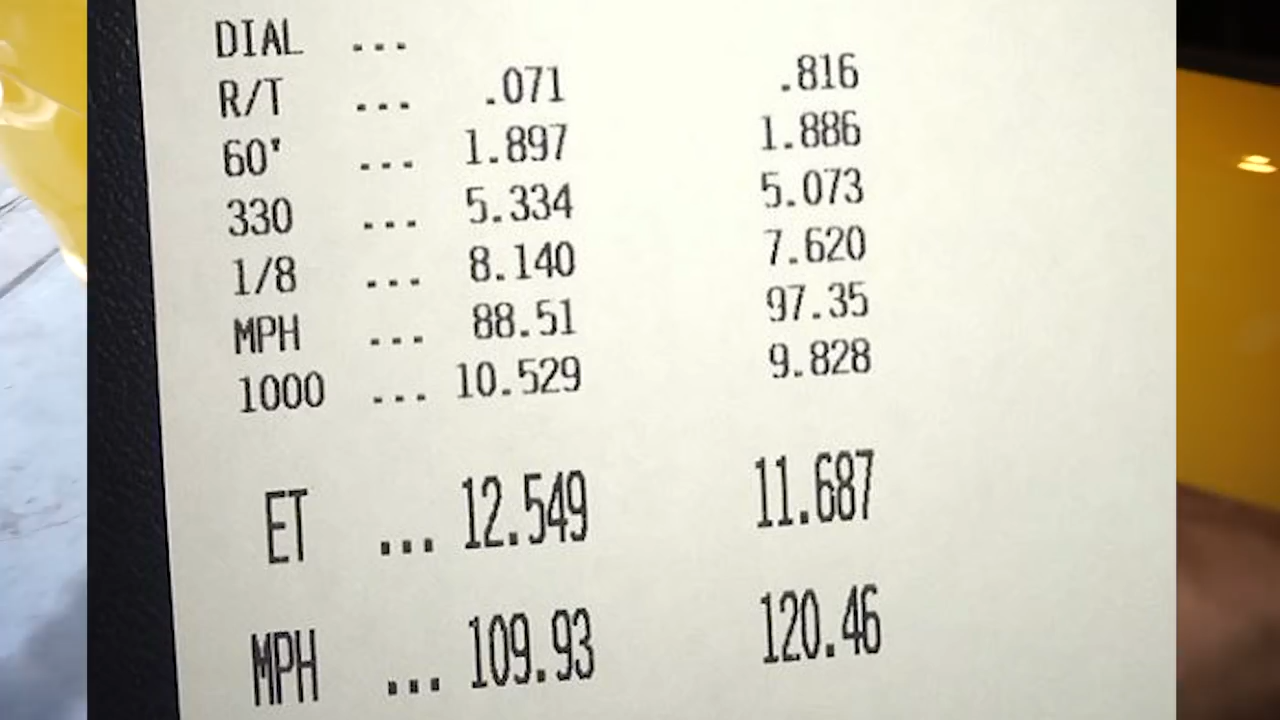 DIAL ...
R/T ... .071 .816
60' ... 1.897 1.886
330 ... 5.334 5.073
1/8 ... 8.140 7.620
MPH ... 88.51 97.35
1000 ... 10.529 9.828
ET ... 12.549 11.687
MPH ... 109.93 120.46